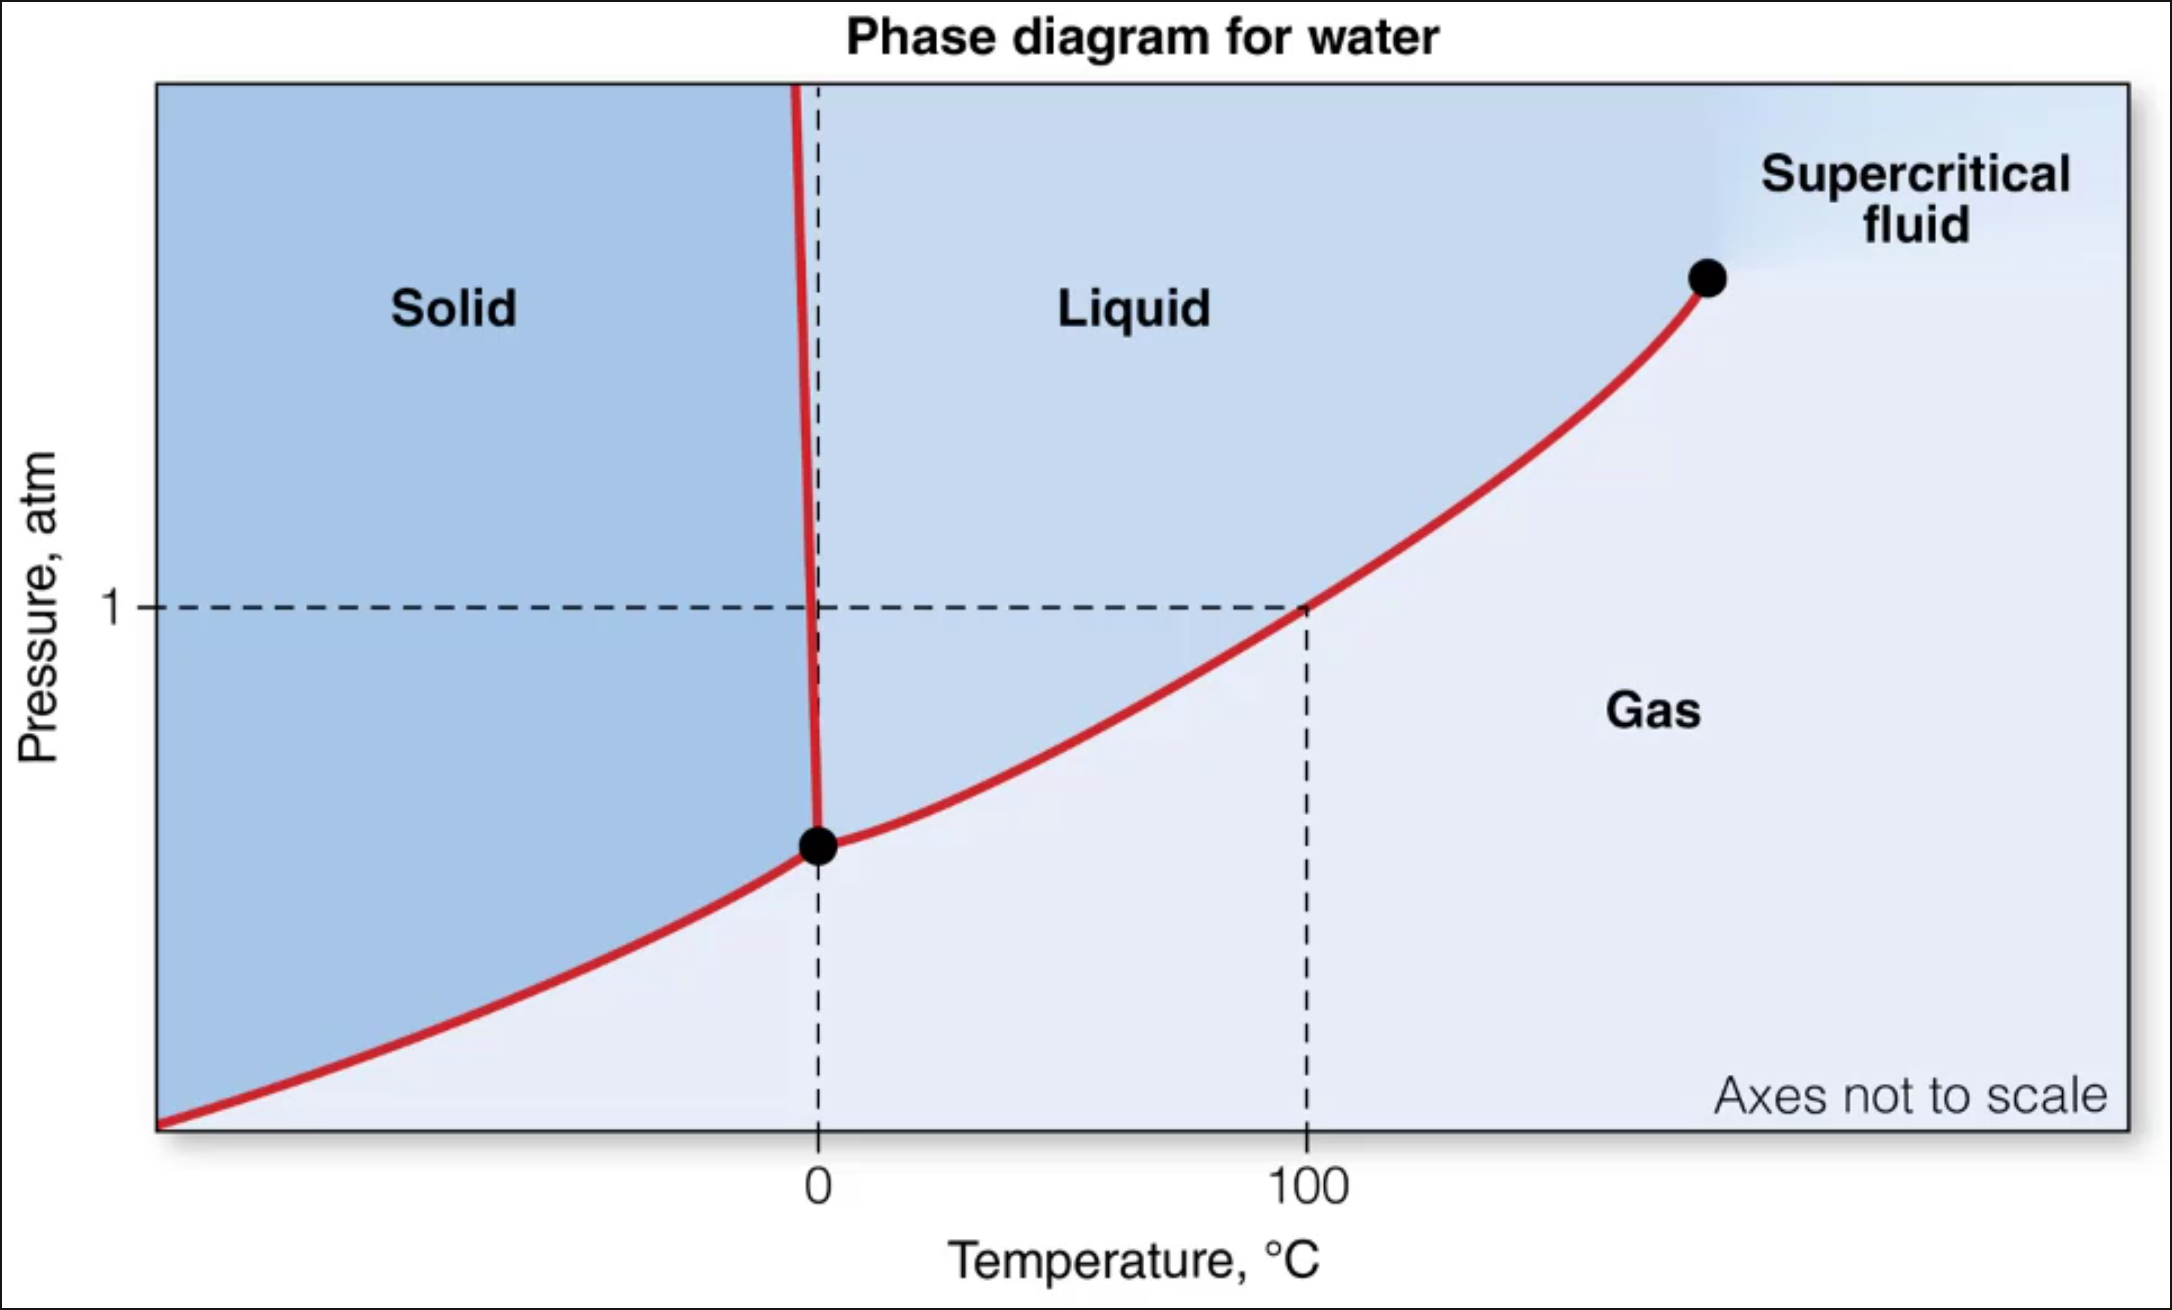 Phase diagram for water
Supercritical
fluid
Solid
Liquid
Pressure, atm
1
Gas
Axes not to scale
0
100
Temperature, °C